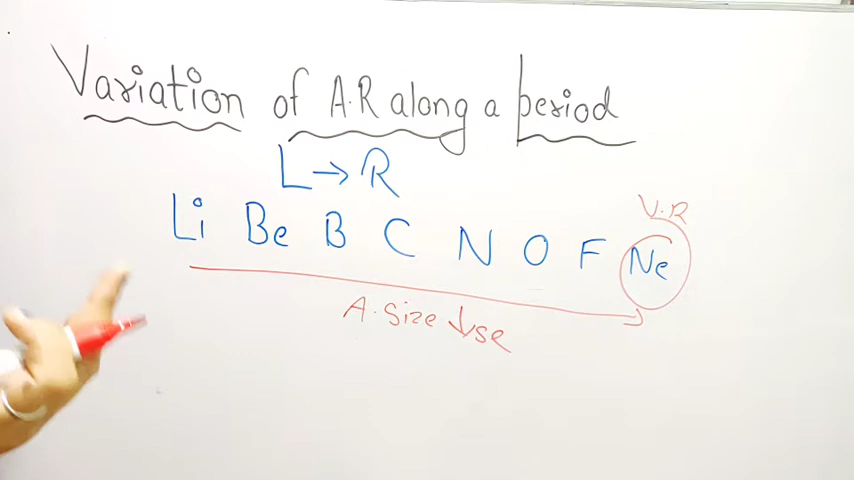 Variation of A.R along a period
L → R
V.R
Li Be B C N O F Ne
A. Size ↓se